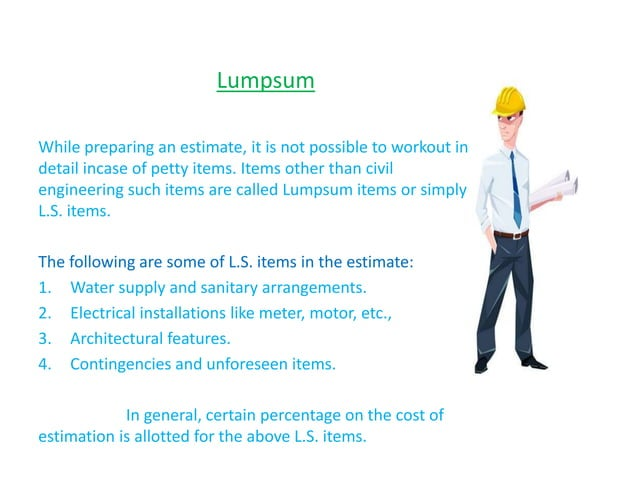 Lumpsum
While preparing an estimate, it is not possible to workout in
detail incase of petty items. Items other than civil
engineering such items are called Lumpsum items or simply
L.S. items.
The following are some of L.S. items in the estimate:
1. Water supply and sanitary arrangements.
2. Electrical installations like meter, motor, etc.,
3. Architectural features.
4. Contingencies and unforeseen items.
In general, certain percentage on the cost of
estimation is allotted for the above L.S. items.